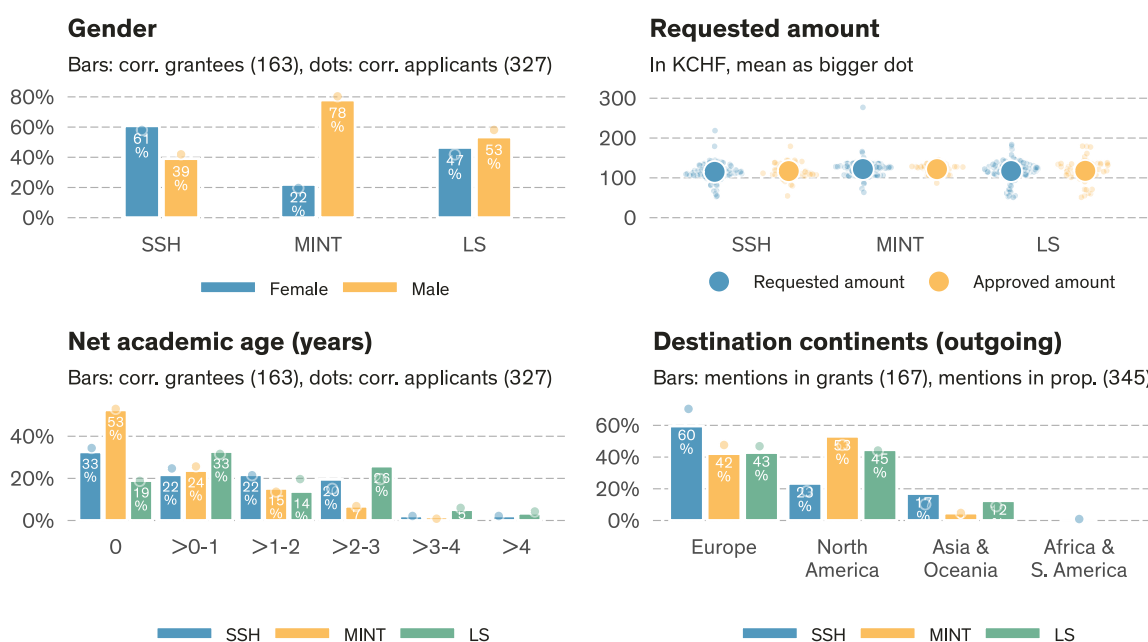 Gender
Bars: corr. grantees (163), dots: corr. applicants (327)
80%
60%
40%
20%
0%
61
%
39
%
22
%
78
%
47
%
53
%
SSH
MINT
LS
Female
Male
Requested amount
In KCHF, mean as bigger dot
300
200
100
0
SSH
MINT
LS
Requested amount
Approved amount
Net academic age (years)
Bars: corr. grantees (163), dots: corr. applicants (327)
40%
20%
0%
33
%
53
%
19
%
22
%
24
%
33
%
22
%
15
%
14
%
20
%
7
26
%
5
0
>0-1
>1-2
>2-3
>3-4
>4
SSH
MINT
LS
Destination continents (outgoing)
Bars: mentions in grants (167), mentions in prop. (345)
60%
40%
20%
0%
60
%
42
%
43
%
23
%
53
%
45
%
17
%
12
Europe
North
America
Asia &
Oceania
Africa &
S. America
SSH
MINT
LS